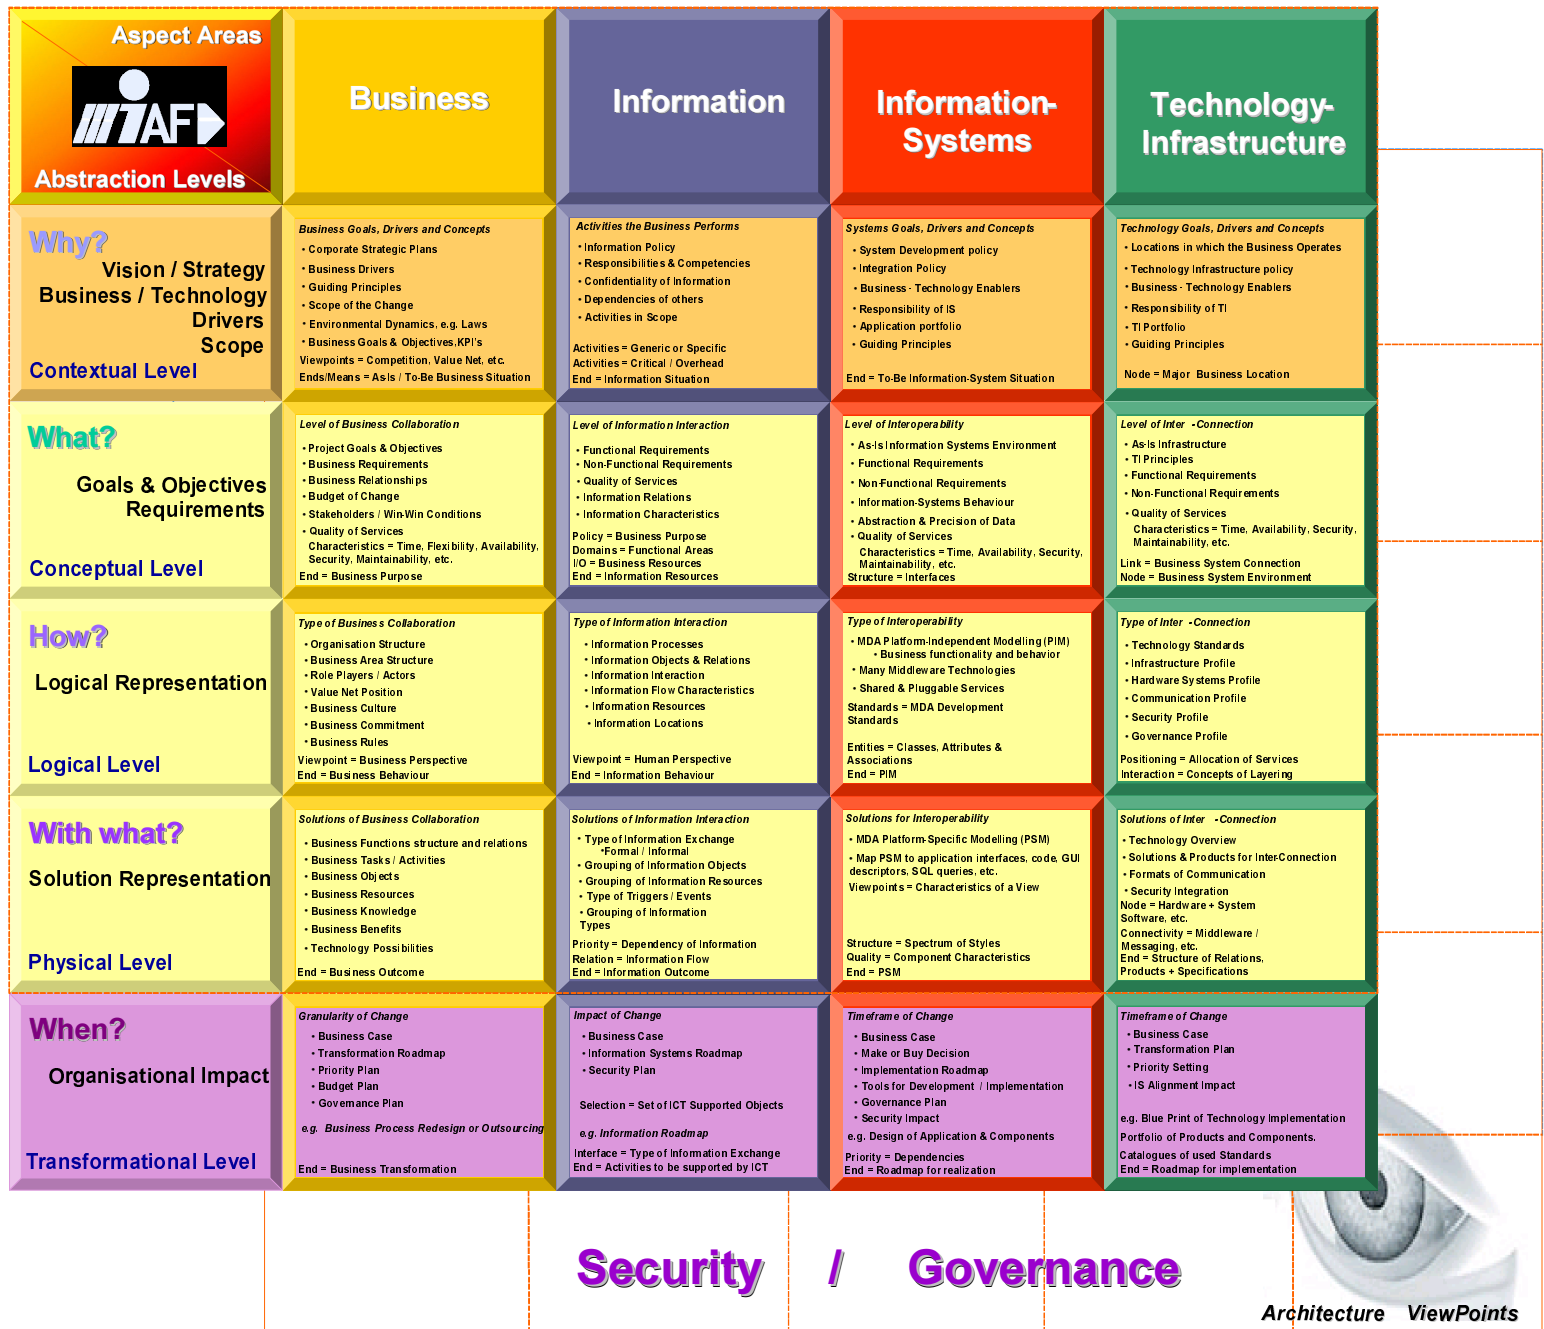 Aspect Areas
iAF
Abstraction Levels
Business
Information
Information-
Systems
Technology-
Infrastructure
Why?
Vision / Strategy
Business / Technology
Drivers
Scope
Contextual Level
Business Goals, Drivers and Concepts
• Corporate Strategic Plans
• Business Drivers
• Guiding Principles
• Scope of the Change
• Environmental Dynamics, e.g. Laws
• Business Goals & Objectives,KPI's
Viewpoints = Competition, Value Net, etc.
Ends/Means = As-Is / To-Be Business Situation
Activities the Business Performs
• Information Policy
• Responsibilities & Competencies
• Confidentiality of Information
• Dependencies of others
• Activities in Scope
Activities = Generic or Specific
Activities = Critical / Overhead
End = Information Situation
Systems Goals, Drivers and Concepts
• System Development policy
• Integration Policy
• Business - Technology Enablers
• Responsibility of IS
• Application portfolio
• Guiding Principles
End = To-Be Information-System Situation
Technology Goals, Drivers and Concepts
• Locations in which the Business Operates
• Technology Infrastructure policy
• Business - Technology Enablers
• Responsibility of TI
• TI Portfolio
• Guiding Principles
Node = Major Business Location
What?
Goals & Objectives
Requirements
Conceptual Level
Level of Business Collaboration
• Project Goals & Objectives
• Business Requirements
• Business Relationships
• Budget of Change
• Stakeholders / Win-Win Conditions
• Quality of Services
Characteristics = Time, Flexibility, Availability,
Security, Maintainability, etc.
End = Business Purpose
Level of Information Interaction
• Functional Requirements
• Non-Functional Requirements
• Quality of Services
• Information Relations
• Information Characteristics
Policy = Business Purpose
Domains = Functional Areas
I/O = Business Resources
End = Information Resources
Level of Interoperability
• As-Is Information Systems Environment
• Functional Requirements
• Non-Functional Requirements
• Information-Systems Behaviour
• Abstraction & Precision of Data
• Quality of Services
Characteristics = Time, Availability, Security,
Maintainability, etc.
Structure = Interfaces
Level of Inter -Connection
• As-Is Infrastructure
• TI Principles
• Functional Requirements
• Non-Functional Requirements
• Quality of Services
Characteristics = Time, Availability, Security,
Maintainability, etc.
Link = Business System Connection
Node = Business System Environment
How?
Logical Representation
Logical Level
Type of Business Collaboration
• Organisation Structure
• Business Area Structure
• Role Players / Actors
• Value Net Position
• Business Culture
• Business Commitment
• Business Rules
Viewpoint = Business Perspective
End = Business Behaviour
Type of Information Interaction
• Information Processes
• Information Objects & Relations
• Information Interaction
• Information Flow Characteristics
• Information Resources
• Information Locations
Viewpoint = Human Perspective
End = Information Behaviour
Type of Interoperability
• MDA Platform-Independent Modelling (PIM)
• Business functionality and behavior
• Many Middleware Technologies
• Shared & Pluggable Services
Standards = MDA Development
Standards
Entities = Classes, Attributes &
Associations
End = PIM
Type of Inter -Connection
• Technology Standards
• Infrastructure Profile
• Hardware Systems Profile
• Communication Profile
• Security Profile
• Governance Profile
Positioning = Allocation of Services
Interaction = Concepts of Layering
With what?
Solution Representation
Physical Level
Solutions of Business Collaboration
• Business Functions structure and relations
• Business Tasks / Activities
• Business Objects
• Business Resources
• Business Knowledge
• Business Benefits
• Technology Possibilities
End = Business Outcome
Solutions of Information Interaction
• Type of Information Exchange
•Formal / Informal
• Grouping of Information Objects
• Grouping of Information Resources
• Type of Triggers / Events
• Grouping of Information
Types
Priority = Dependency of Information
Relation = Information Flow
End = Information Outcome
Solutions for Interoperability
• MDA Platform-Specific Modelling (PSM)
• Map PSM to application interfaces, code, GUI
descriptors, SQL queries, etc.
Viewpoints = Characteristics of a View
Structure = Spectrum of Styles
Quality = Component Characteristics
End = PSM
Solutions of Inter -Connection
• Technology Overview
• Solutions & Products for Inter-Connection
• Formats of Communication
• Security Integration
Node = Hardware + System
Software, etc.
Connectivity = Middleware /
Messaging, etc.
End = Structure of Relations,
Products + Specifications
When?
Organisational Impact
Transformational Level
Granularity of Change
• Business Case
• Transformation Roadmap
• Priority Plan
• Budget Plan
• Governance Plan
e.g. Business Process Redesign or Outsourcing
End = Business Transformation
Impact of Change
• Business Case
• Information Systems Roadmap
• Security Plan
Selection = Set of ICT Supported Objects
e.g. Information Roadmap
Interface = Type of Information Exchange
End = Activities to be supported by ICT
Timeframe of Change
• Business Case
• Make or Buy Decision
• Implementation Roadmap
• Tools for Development / Implementation
• Governance Plan
• Security Impact
e.g. Design of Application & Components
Priority = Dependencies
End = Roadmap for realization
Timeframe of Change
• Business Case
• Transformation Plan
• Priority Setting
• IS Alignment Impact
e.g. Blue Print of Technology Implementation
Portfolio of Products and Components.
Catalogues of used Standards
End = Roadmap for implementation
Security / Governance
Architecture ViewPoints